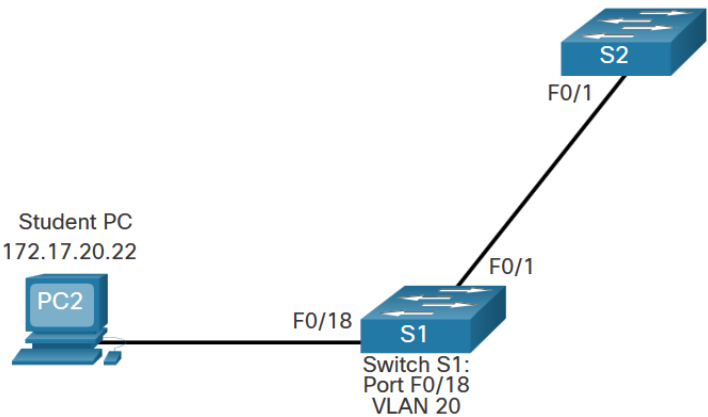 S2
F0/1
Student PC
172.17.20.22
PC2
F0/18
F0/1
S1
Switch S1:
Port F0/18
VLAN 20